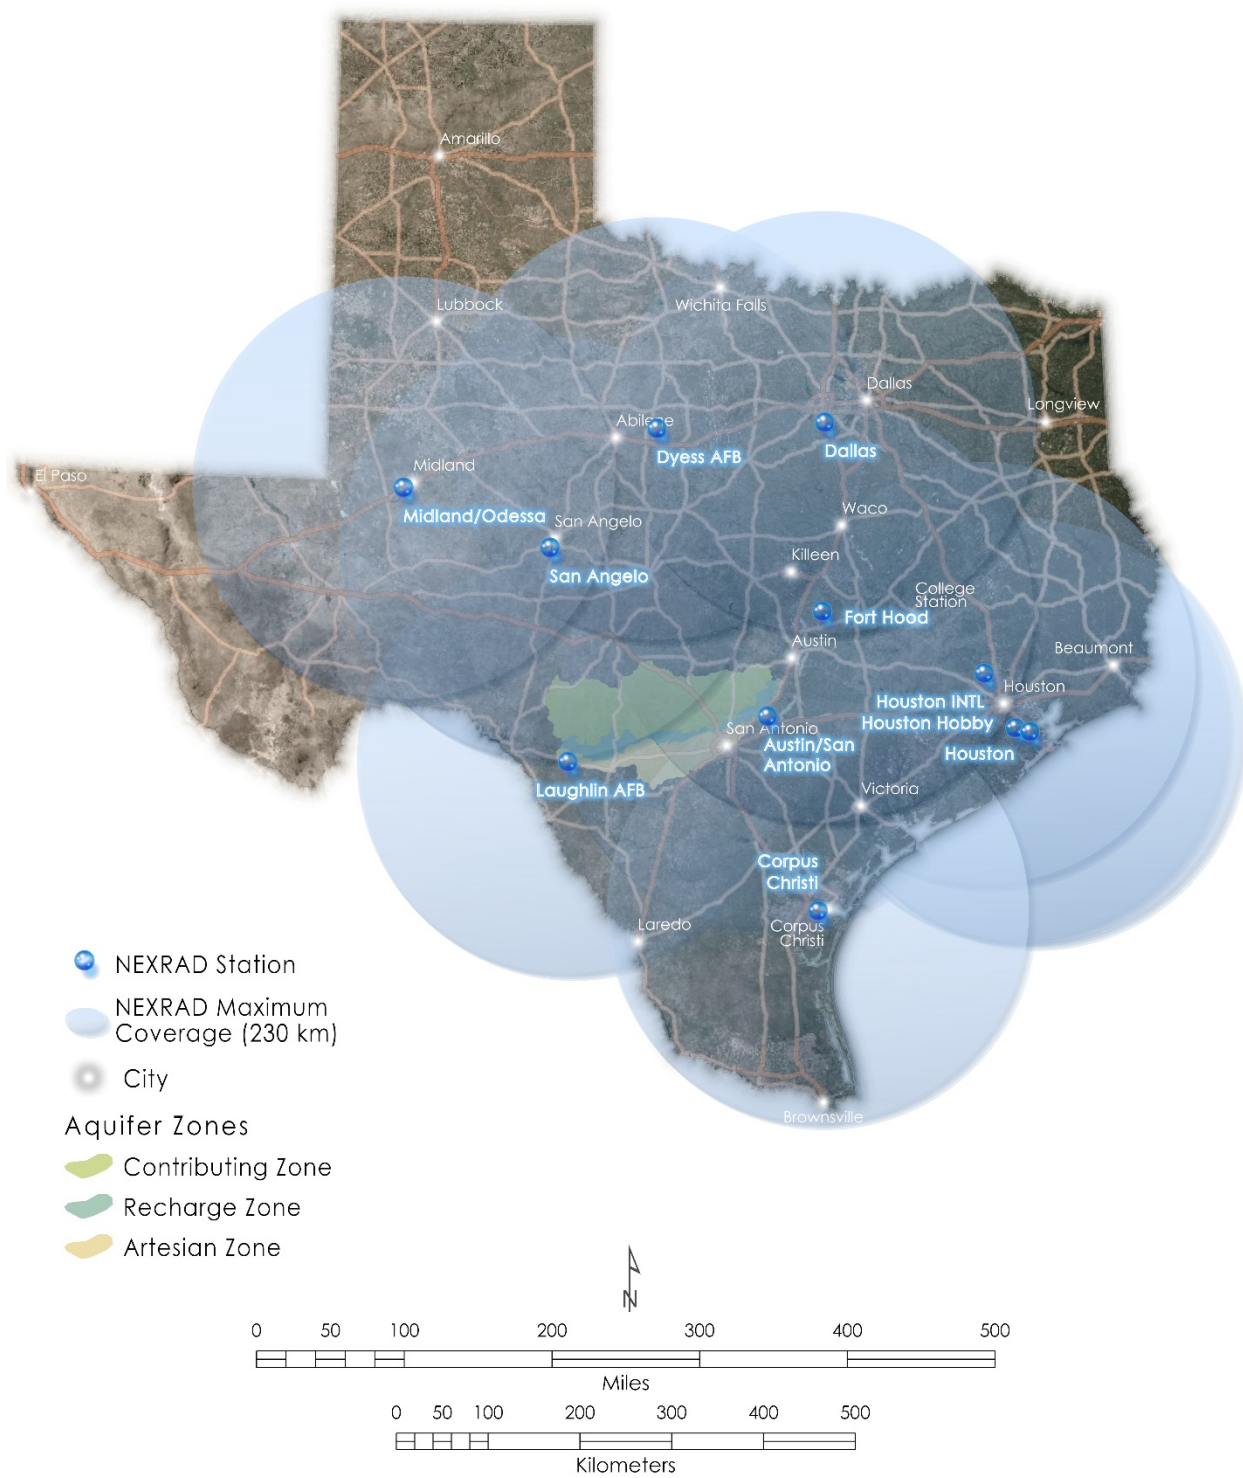 Amarillo
Lubbock
Wichita Falls
Dallas
Longview
Abilene
Dallas
Dyess AFB
El Paso
Midland
Midland/Odessa
San Angelo
San Angelo
Waco
Killeen
College
Station
Fort Hood
Austin
Beaumont
Houston
Houston INTL
Houston Hobby
Houston
San Antonio
Austin/San
Antonio
Laughlin AFB
Victoria
Corpus
Christi
Corpus
Christi
Laredo
Brownsville
NEXRAD Station
NEXRAD Maximum
Coverage (230 km)
City
Aquifer Zones
Contributing Zone
Recharge Zone
Artesian Zone
N
0 50 100 200 300 400 500
Miles
0 50 100 200 300 400 500
Kilometers